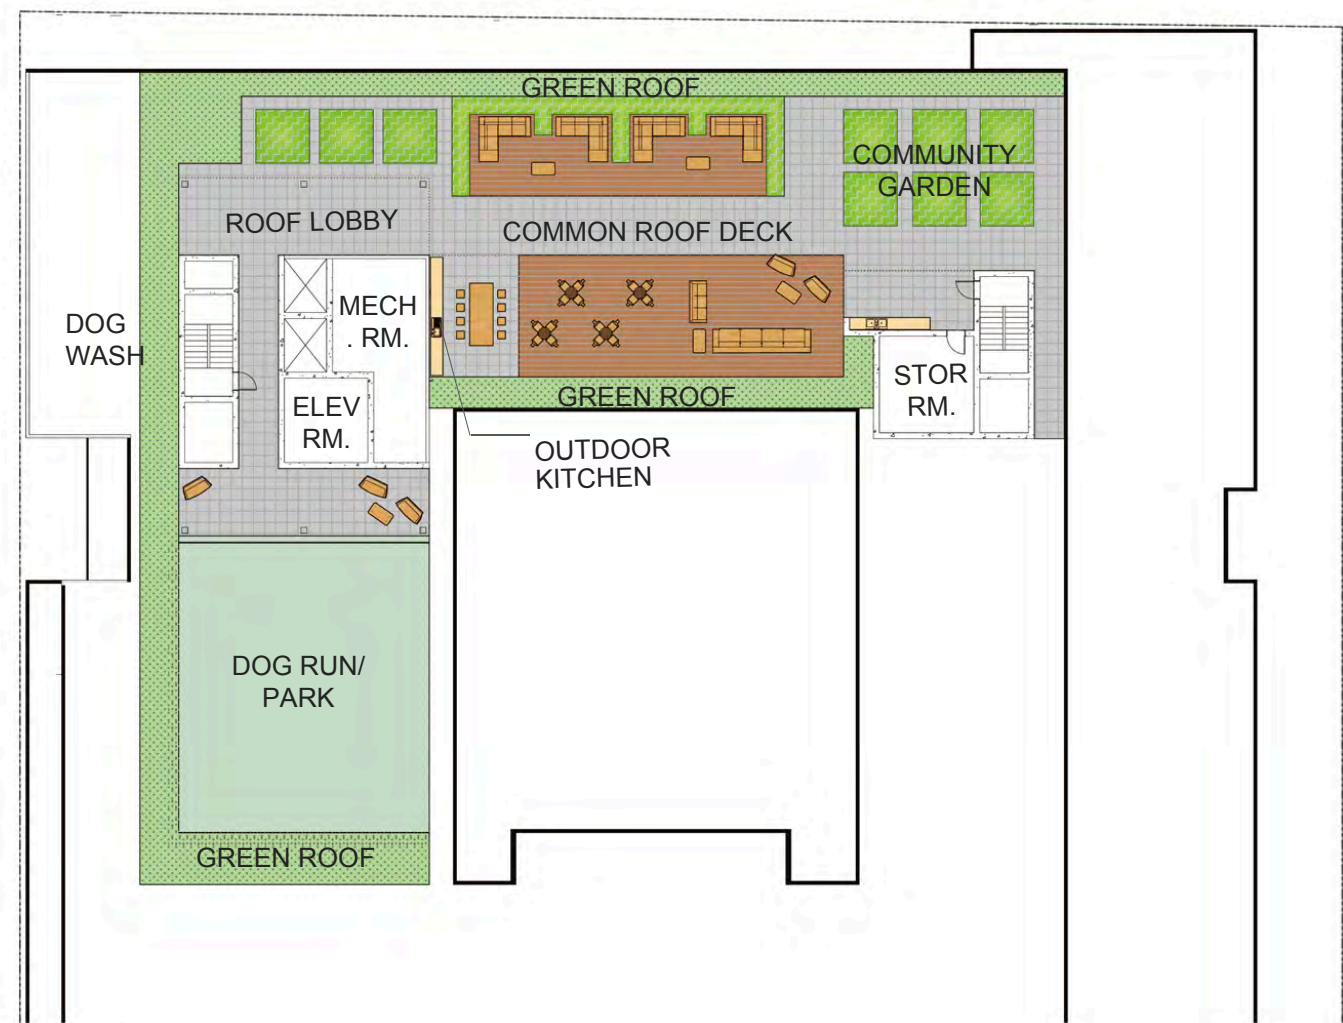 GREEN ROOF
COMMUNITY
GARDEN
ROOF LOBBY
COMMON ROOF DECK
MECH
. RM.
DOG
WASH
STOR
RM.
ELEV
RM.
GREEN ROOF
OUTDOOR
KITCHEN
DOG RUN/
PARK
GREEN ROOF